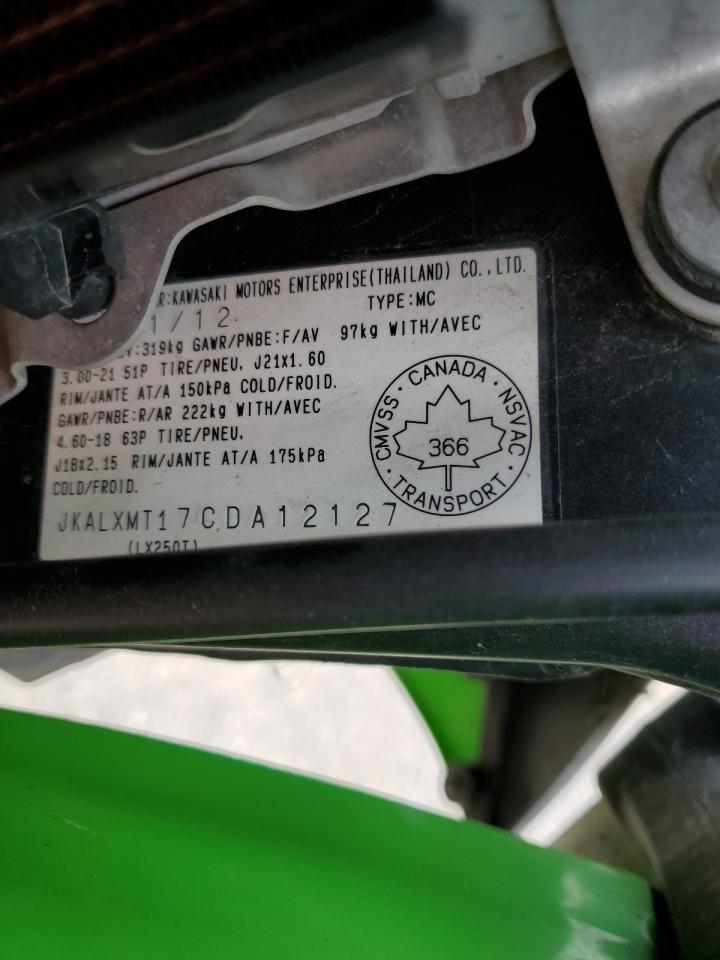 R:KAWASAKI MOTORS ENTERPRISE(THAILAND) CO.,LTD.
1/12
TYPE:MC
:319kg GAWR/PNBE:F/AV 97kg WITH/AVEC
3.00-21 51P TIRE/PNEU, J21x1.60
RIM/JANTE AT/A 150kPa COLD/FROID.
GAWR/PNBE:R/AR 222kg WITH/AVEC
4.60-18 63P TIRE/PNEU,
J18x2.15 RIM/JANTE AT/A 175kPa
COLD/FROID.
JKALXMT17CDA12127
(LX250T)
CMVSS · CANADA · NSVAC
366
· TRANSPORT ·